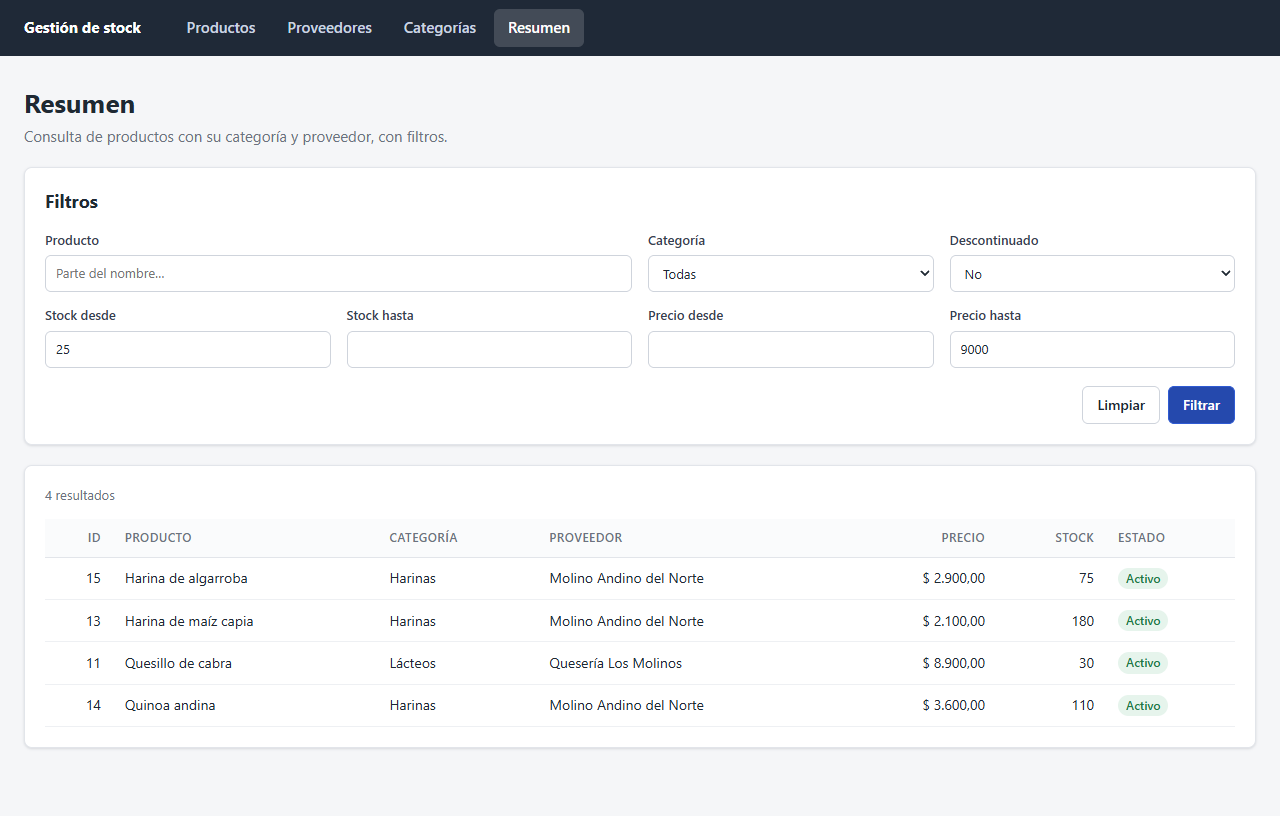 Gestión de stock Productos Proveedores Categorías Resumen
Resumen
Consulta de productos con su categoría y proveedor, con filtros.
Filtros
Producto Categoría Descontinuado
Parte del nombre... Todas No
Stock desde Stock hasta Precio desde Precio hasta
25 9000
Limpiar Filtrar
4 resultados
ID PRODUCTO CATEGORÍA PROVEEDOR PRECIO STOCK ESTADO
15 Harina de algarroba Harinas Molino Andino del Norte $ 2.900,00 75 Activo
13 Harina de maíz capia Harinas Molino Andino del Norte $ 2.100,00 180 Activo
11 Quesillo de cabra Lácteos Quesería Los Molinos $ 8.900,00 30 Activo
14 Quinoa andina Harinas Molino Andino del Norte $ 3.600,00 110 Activo